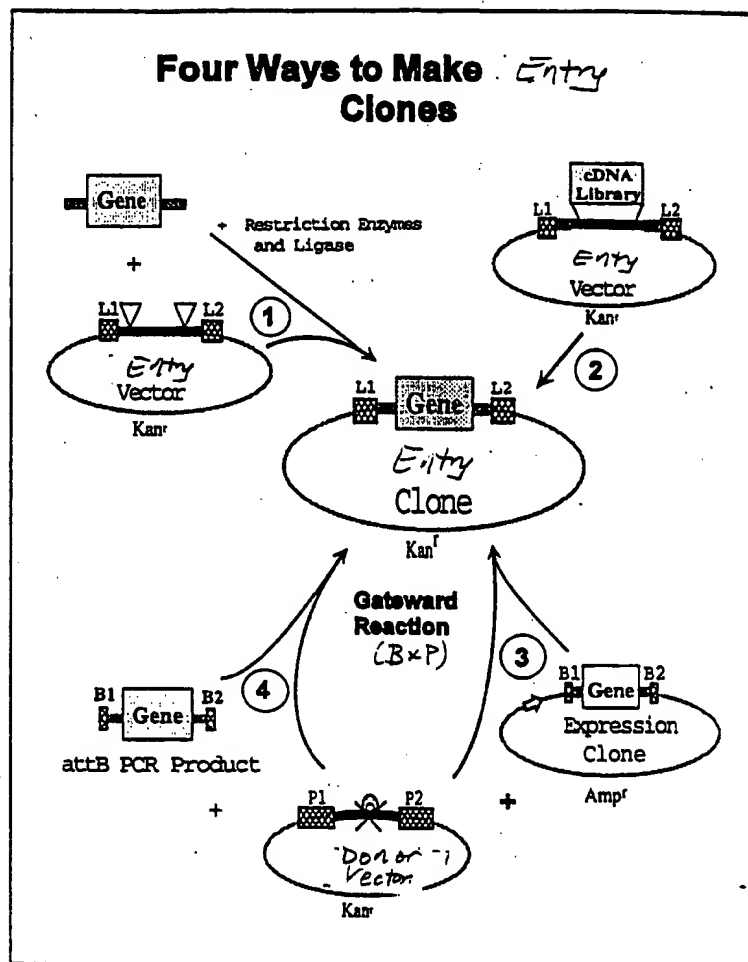 Four Ways to Make Entry
Clones
Gene
+ Restriction Enzymes
and Ligase
+
L1 L2
1
Entry
Vector
Kanʳ
cDNA
Library
L1 L2
Entry
Vector
Kanʳ
2
L1 Gene L2
Entry
Clone
Kanʳ
Gateward
Reaction
(B×P)
4
3
B1 Gene B2
attB PCR Product
+
B1 Gene B2
Expression
Clone
Ampʳ
+
P1 P2
Donor
Vector
Kanʳ